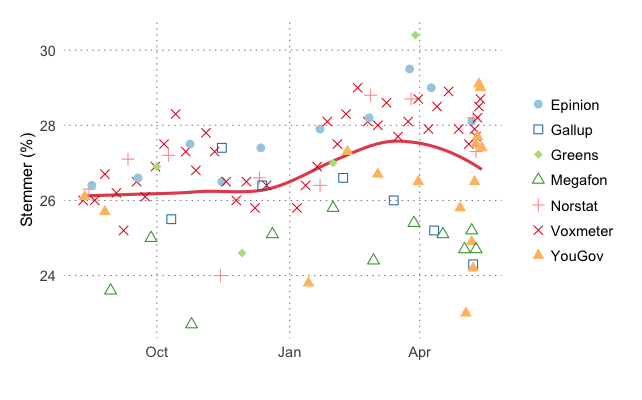 Stemmer (%)
30
28
26
24
Oct
Jan
Apr
Epinion
Gallup
Greens
Megafon
Norstat
Voxmeter
YouGov